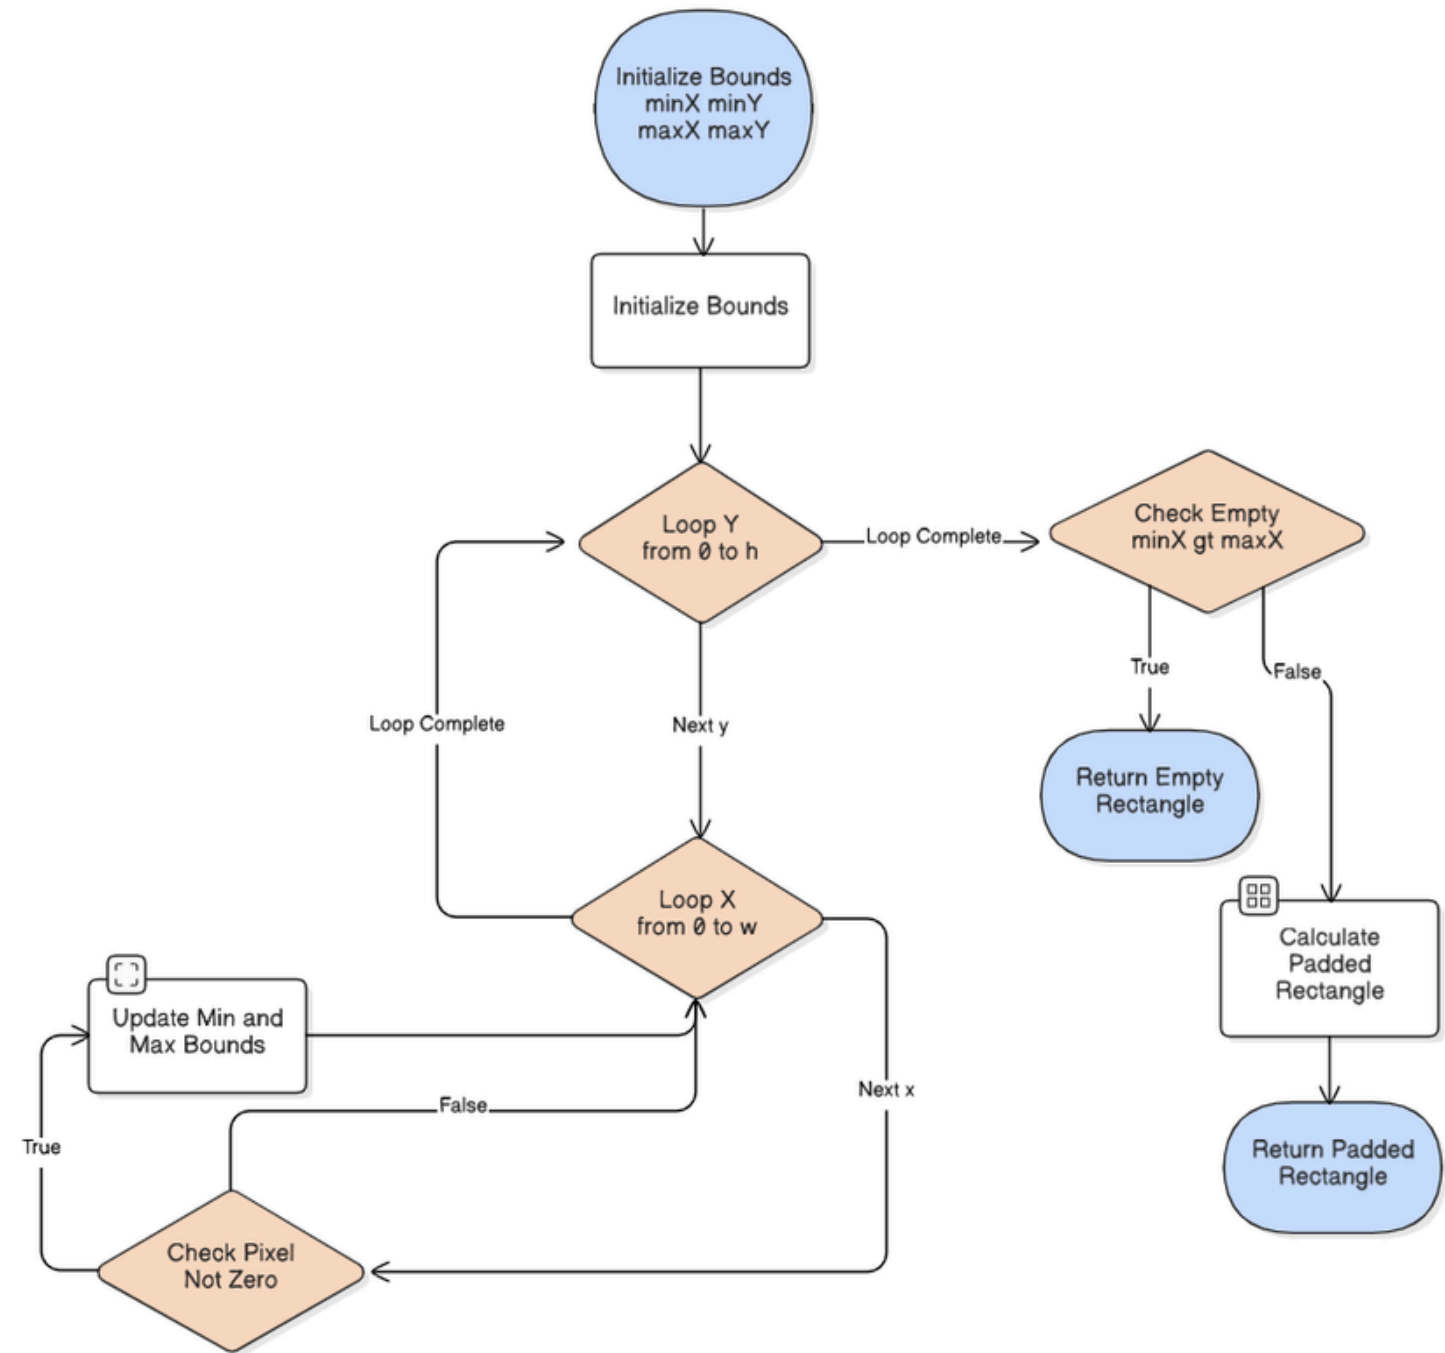 Initialize Bounds
minX minY
maxX maxY
Initialize Bounds
Loop Y
from 0 to h
Loop Complete
Check Empty
minX gt maxX
True
False
Loop Complete
Next y
Return Empty
Rectangle
Loop X
from 0 to w
Calculate
Padded
Rectangle
Update Min and
Max Bounds
Next x
False
True
Return Padded
Rectangle
Check Pixel
Not Zero